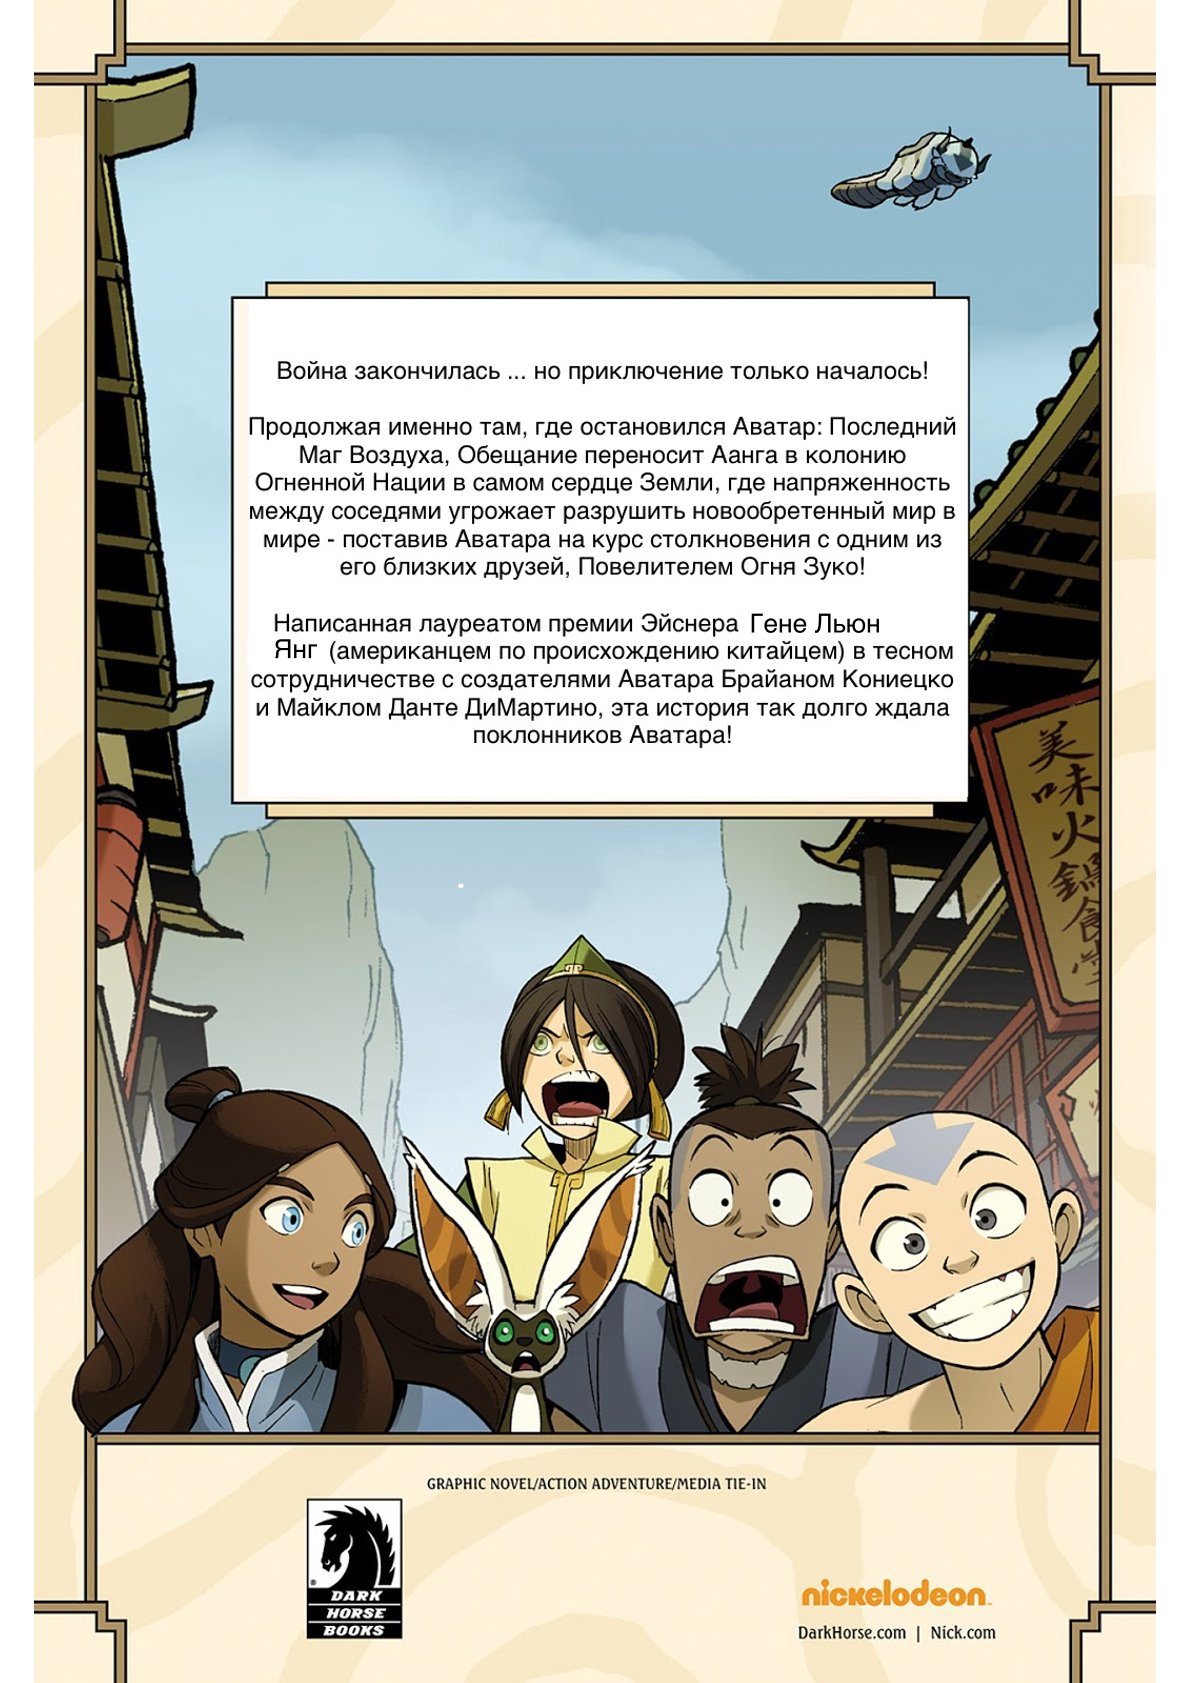 Война закончилась ... но приключение только началось!
Продолжая именно там, где остановился Аватар: Последний
Маг Воздуха, Обещание переносит Аанга в колонию
Огненной Нации в самом сердце Земли, где напряженность
между соседями угрожает разрушить новообретенный мир в
мире - поставив Аватара на курс столкновения с одним из
его близких друзей, Повелителем Огня Зуко!
Написанная лауреатом премии Эйснера Гене Льюн
Янг (американцем по происхождению китайцем) в тесном
сотрудничестве с создателями Аватара Брайаном Кониецко
и Майклом Данте ДиМартино, эта история так долго ждала
поклонников Аватара!
美味火鍋食堂
GRAPHIC NOVEL/ACTION ADVENTURE/MEDIA TIE-IN
DARK
HORSE
BOOKS
nickelodeon
DarkHorse.com | Nick.com